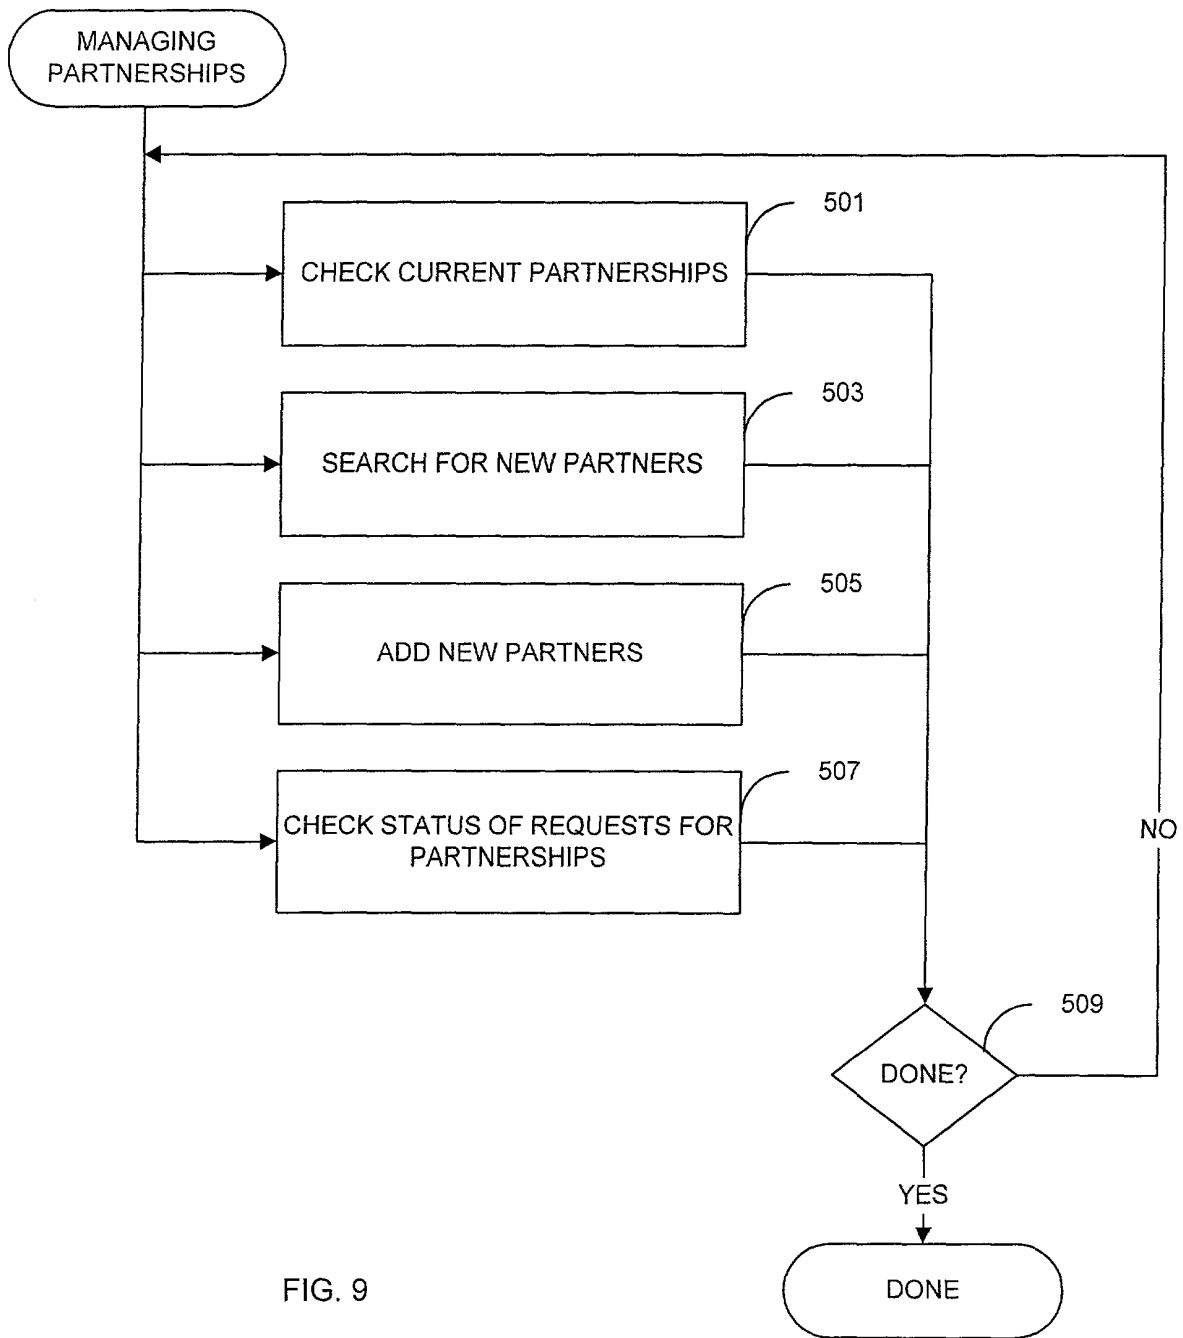 MANAGING
PARTNERSHIPS
501
CHECK CURRENT PARTNERSHIPS
503
SEARCH FOR NEW PARTNERS
505
ADD NEW PARTNERS
507
CHECK STATUS OF REQUESTS FOR
PARTNERSHIPS
NO
509
DONE?
YES
DONE
FIG. 9